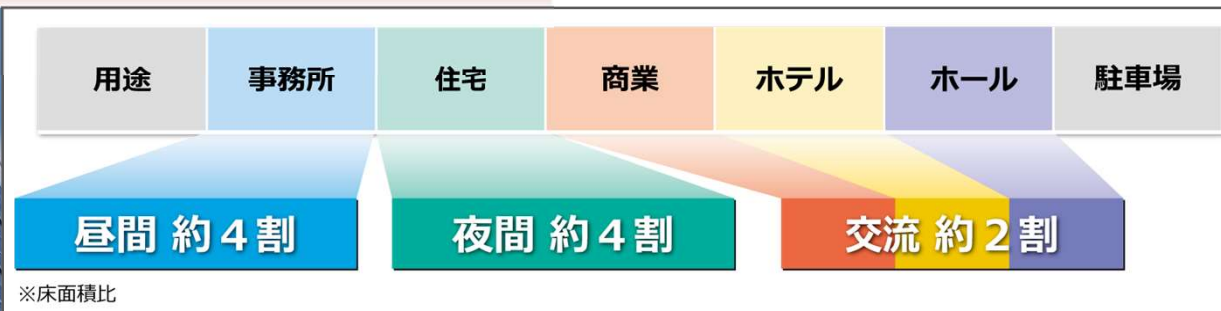 用途 事務所 住宅 商業 ホテル ホール 駐車場
昼間 約4割 夜間 約4割 交流 約2割
※床面積比